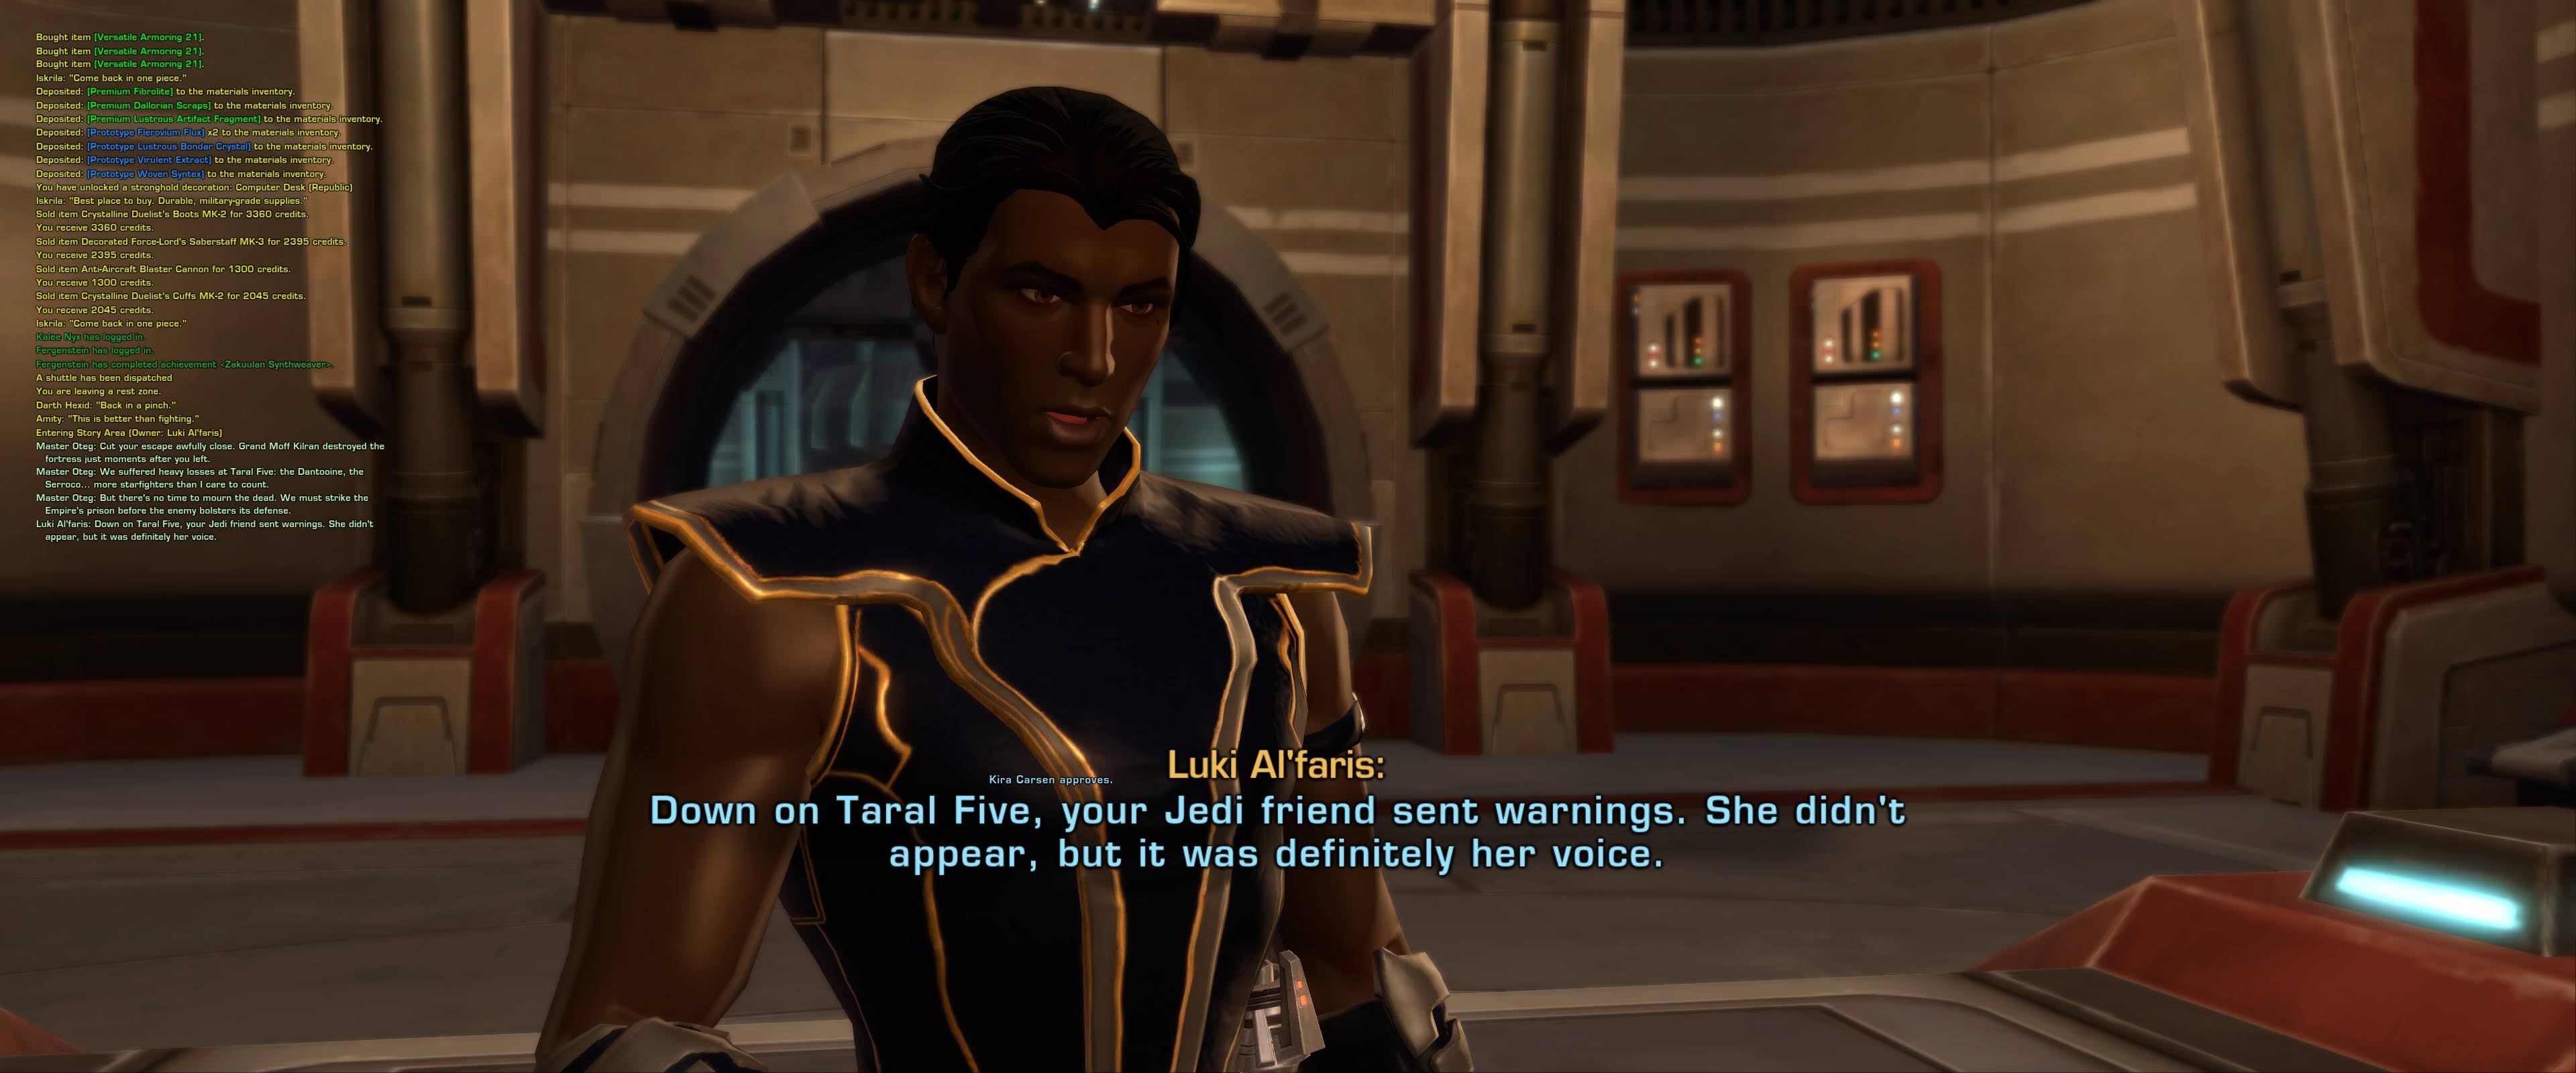 Bought item [Versatile Armoring 21].
Bought item [Versatile Armoring 21].
Bought item [Versatile Armoring 21].
Iskrila: "Come back in one piece."
Deposited: [Premium Fibrolite] to the materials inventory.
Deposited: [Premium Dallorian Scraps] to the materials inventory.
Deposited: [Premium Lustrous Artifact Fragment] to the materials inventory.
Deposited: [Prototype Flerovium Flux] x2 to the materials inventory.
Deposited: [Prototype Lustrous Bondar Crystal] to the materials inventory.
Deposited: [Prototype Virulent Extract] to the materials inventory.
Deposited: [Prototype Woven Syntex] to the materials inventory.
You have unlocked a stronghold decoration: Computer Desk (Republic)
Iskrila: "Best place to buy. Durable, military-grade supplies."
Sold item Crystalline Duelist's Boots MK-2 for 3360 credits.
You receive 3360 credits.
Sold item Decorated Force-Lord's Saberstaff MK-3 for 2395 credits.
You receive 2395 credits.
Sold item Anti-Aircraft Blaster Cannon for 1300 credits.
You receive 1300 credits.
Sold item Crystalline Duelist's Cuffs MK-2 for 2045 credits.
You receive 2045 credits.
Iskrila: "Come back in one piece."
Kalee Nyx has logged in.
Fergenstein has logged in.
Fergenstein has completed achievement <Zakuulan Synthweaver>.
A shuttle has been dispatched
You are leaving a rest zone.
Darth Hexid: "Back in a pinch."
Amity: "This is better than fighting."
Entering Story Area (Owner: Luki Al'faris)
Master Oteg: Cut your escape awfully close. Grand Moff Kilran destroyed the
fortress just moments after you left.
Master Oteg: We suffered heavy losses at Taral Five: the Dantooine, the
Serroco... more starfighters than I care to count.
Master Oteg: But there's no time to mourn the dead. We must strike the
Empire's prison before the enemy bolsters its defense.
Luki Al'faris: Down on Taral Five, your Jedi friend sent warnings. She didn't
appear, but it was definitely her voice.
Luki Al'faris:
Kira Carsen approves.
Down on Taral Five, your Jedi friend sent warnings. She didn't
appear, but it was definitely her voice.